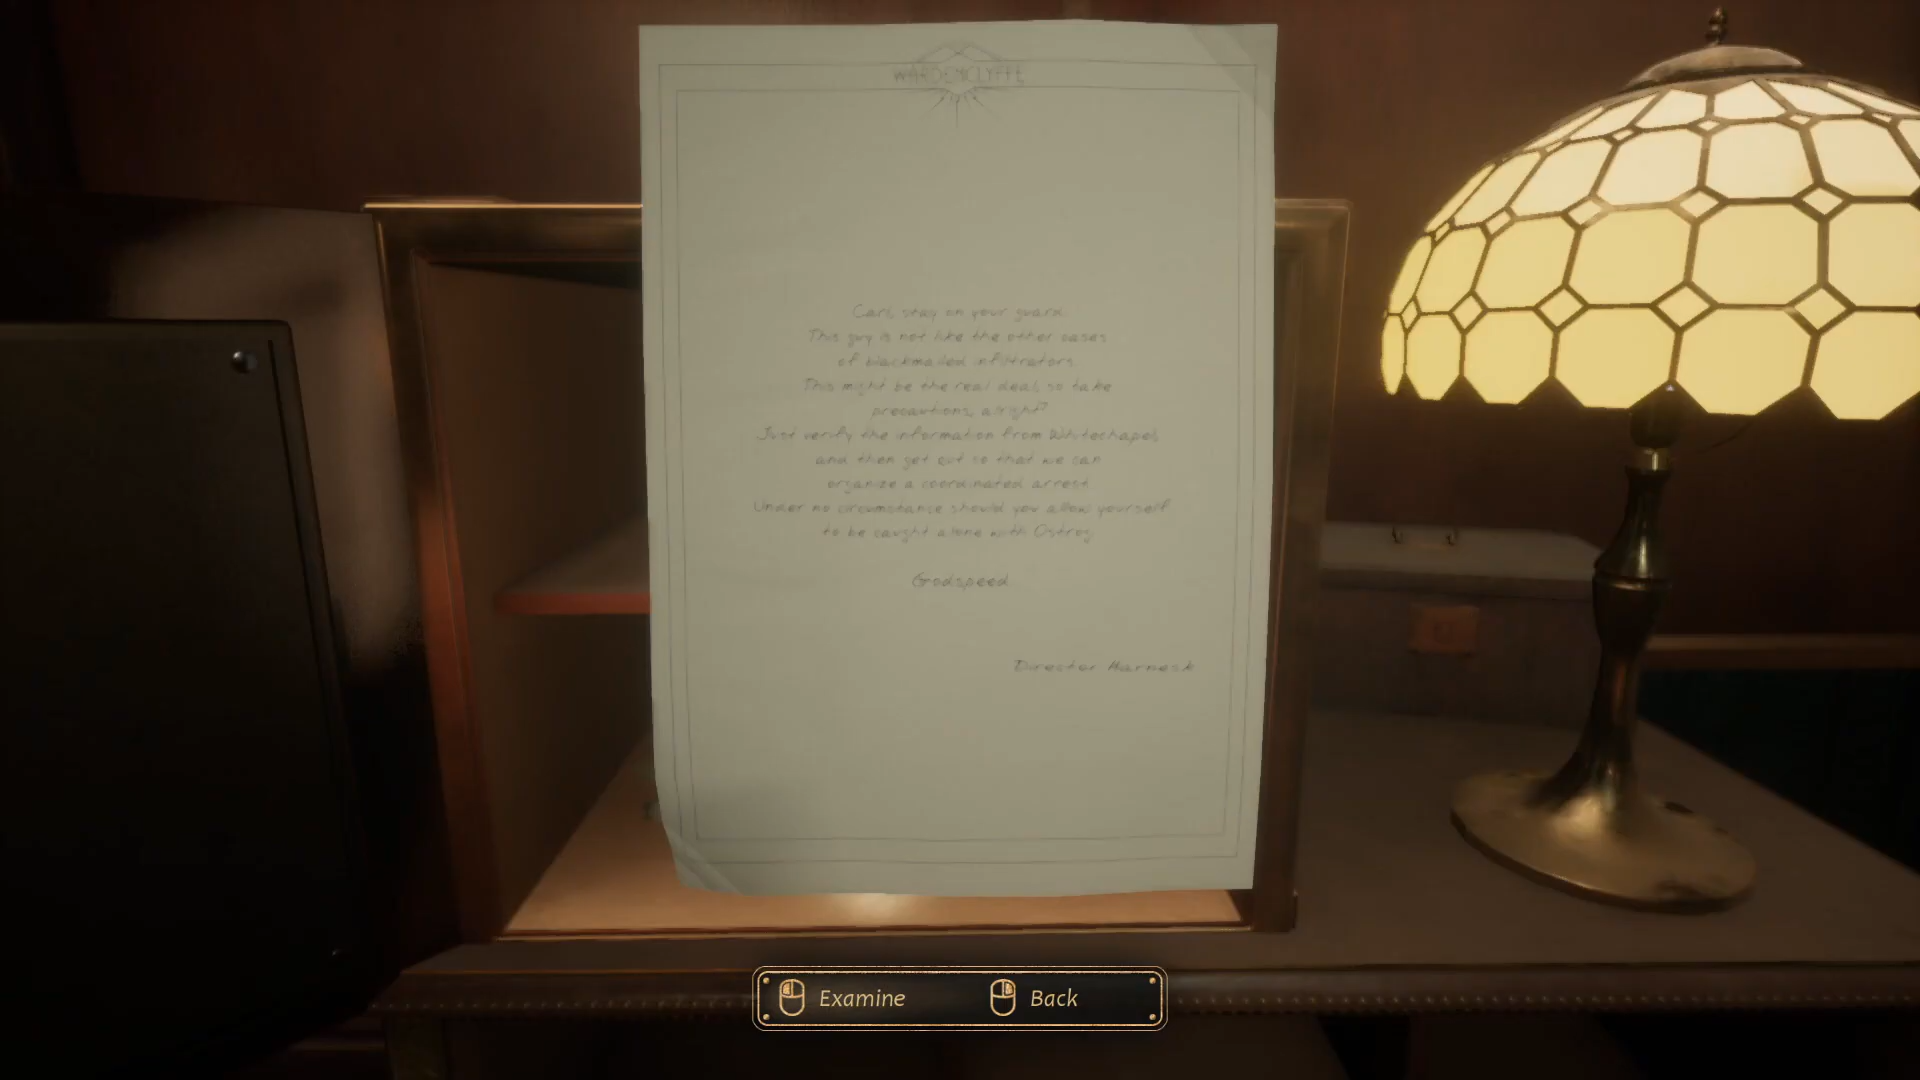 WARDENCLYFFE
Carl, stay on your guard.
This guy is not like the other cases
of blackmailed infiltrators.
This might be the real deal, so take
precautions, alright?
Just verify the information from Whitechapel,
and then get out so that we can
organize a coordinated arrest.
Under no circumstance should you allow yourself
to be caught alone with Ostrog.
Godspeed.
Director Harnesk
Examine
Back